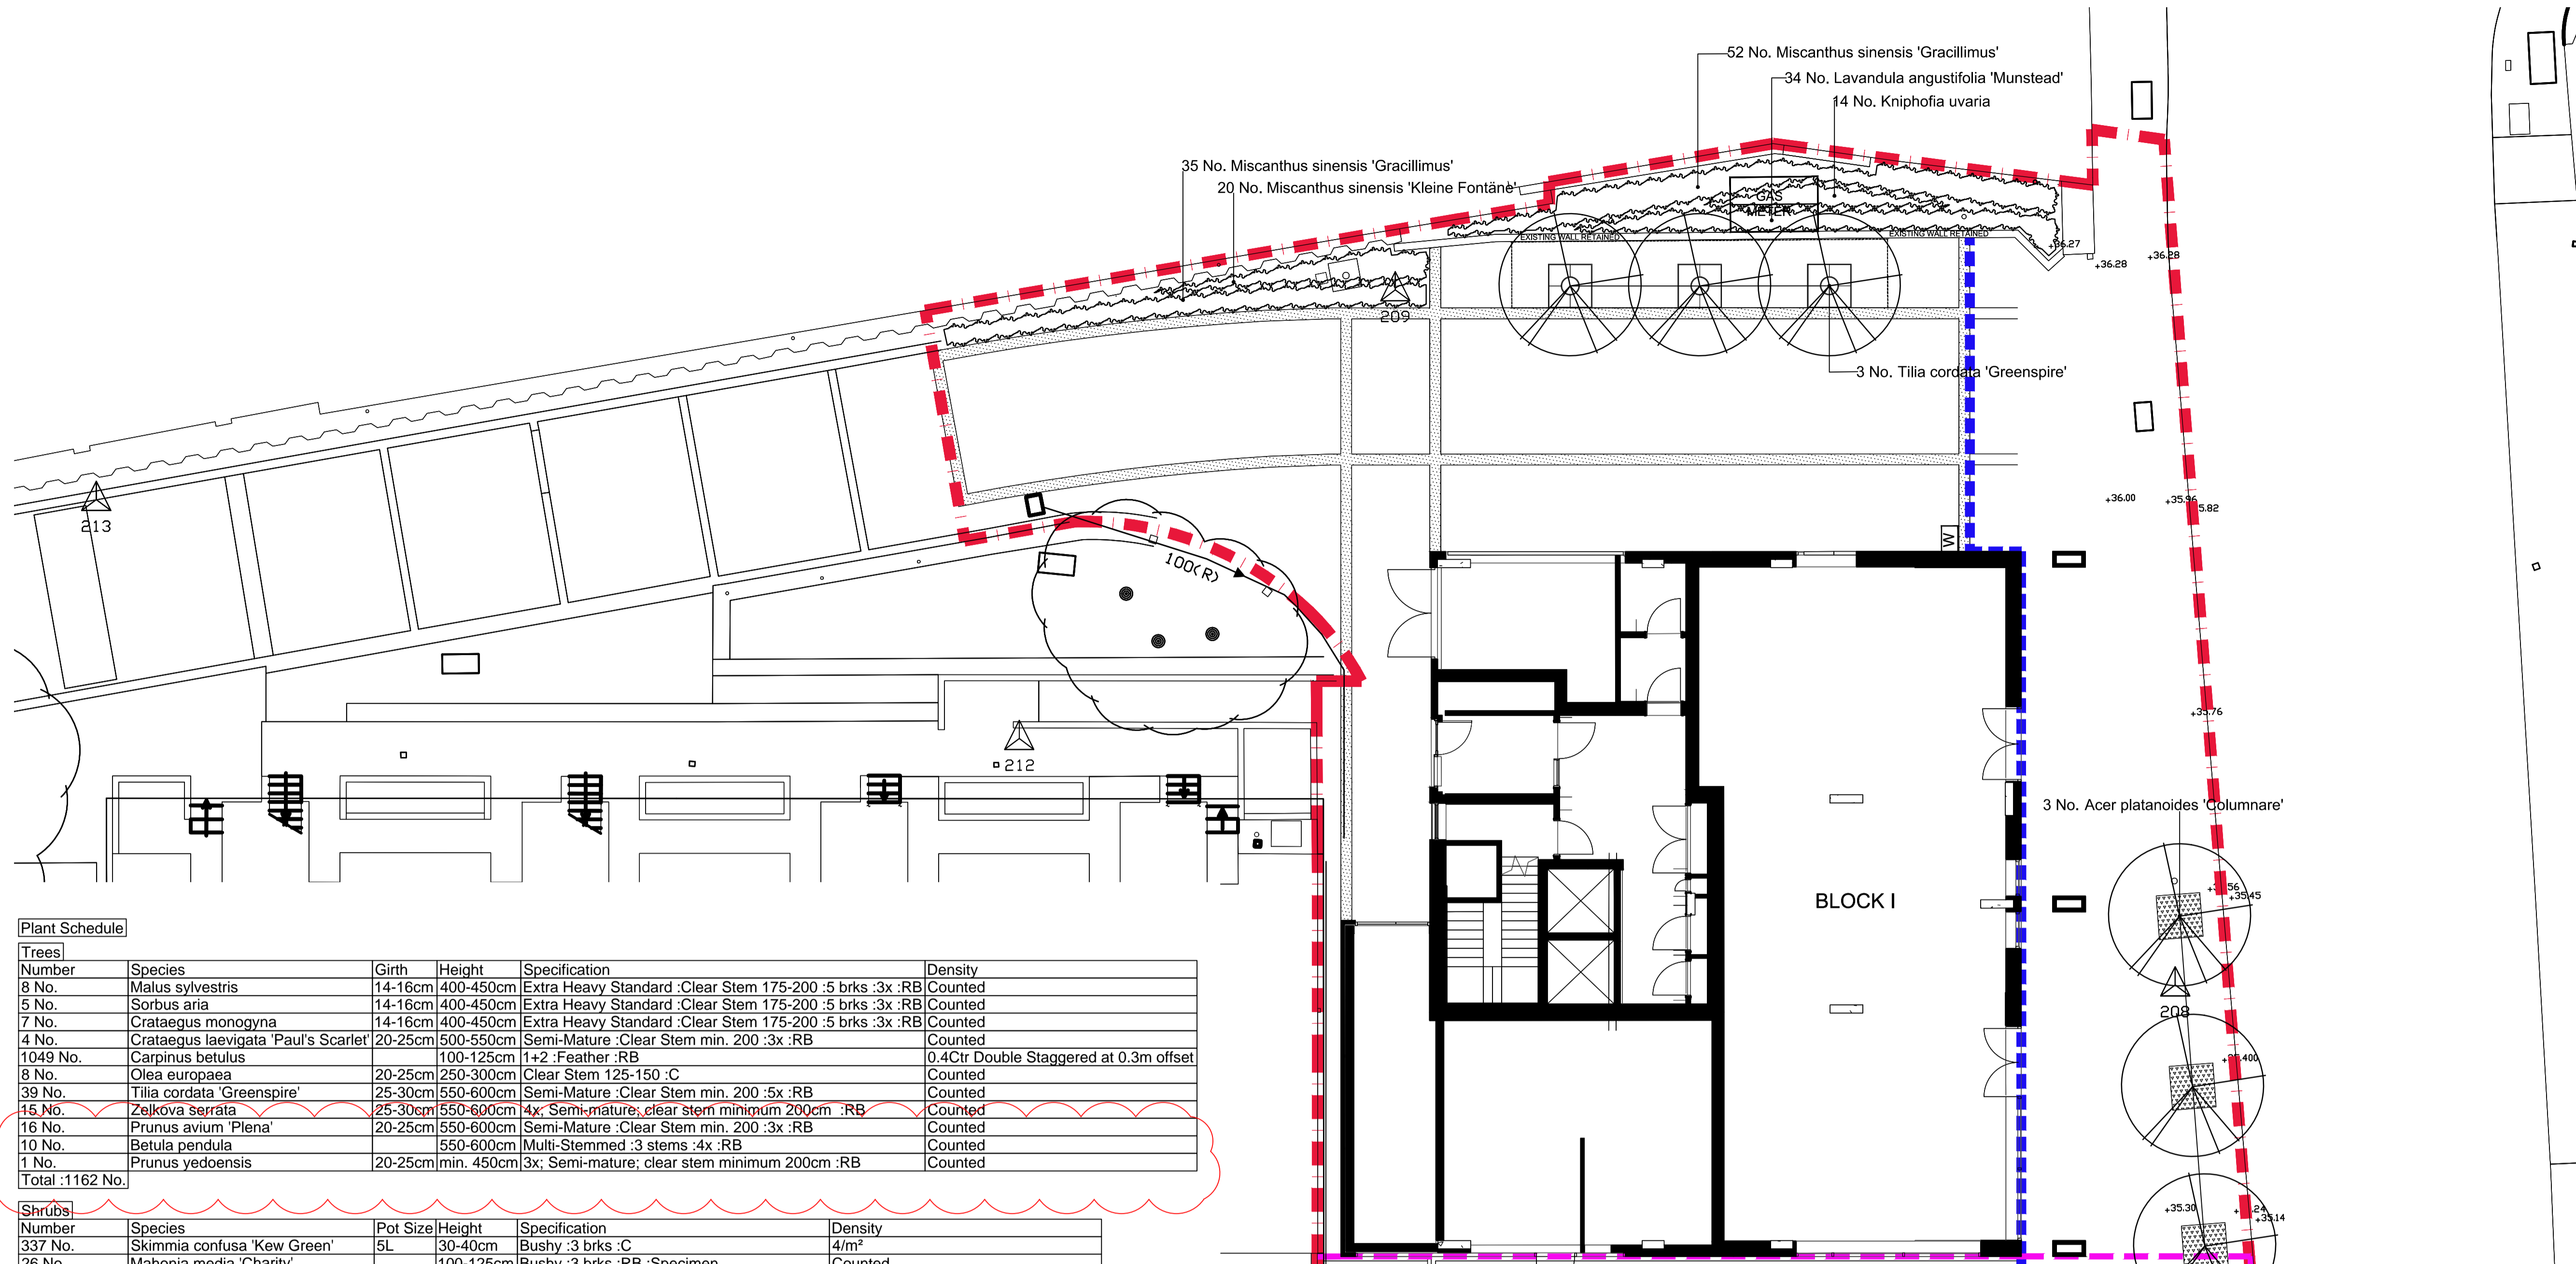 52 No. Miscanthus sinensis 'Gracillimus'
34 No. Lavandula angustifolia 'Munstead'
14 No. Kniphofia uvaria
35 No. Miscanthus sinensis 'Gracillimus'
20 No. Miscanthus sinensis 'Kleine Fontäne'
GAS
METER
EXISTING WALL RETAINED
EXISTING WALL RETAINED
+36.27
+36.28
+36.28
209
3 No. Tilia cordata 'Greenspire'
213
+36.00
+35.96
5.82
W
100(R)
+35.76
212
3 No. Acer platanoides 'Columnare'
BLOCK I
+35.45
208
+35.30
+35.14
Plant Schedule
Trees
Number Species Girth Height Specification Density
8 No. Malus sylvestris 14-16cm 400-450cm Extra Heavy Standard :Clear Stem 175-200 :5 brks :3x :RB Counted
5 No. Sorbus aria 14-16cm 400-450cm Extra Heavy Standard :Clear Stem 175-200 :5 brks :3x :RB Counted
7 No. Crataegus monogyna 14-16cm 400-450cm Extra Heavy Standard :Clear Stem 175-200 :5 brks :3x :RB Counted
4 No. Crataegus laevigata 'Paul's Scarlet' 20-25cm 500-550cm Semi-Mature :Clear Stem min. 200 :3x :RB Counted
1049 No. Carpinus betulus 100-125cm 1+2 :Feather :RB 0.4Ctr Double Staggered at 0.3m offset
8 No. Olea europaea 20-25cm 250-300cm Clear Stem 125-150 :C Counted
39 No. Tilia cordata 'Greenspire' 25-30cm 550-600cm Semi-Mature :Clear Stem min. 200 :5x :RB Counted
15 No. Zelkova serrata 25-30cm 550-600cm 4x; Semi-mature; clear stem minimum 200cm :RB Counted
16 No. Prunus avium 'Plena' 20-25cm 550-600cm Semi-Mature :Clear Stem min. 200 :3x :RB Counted
10 No. Betula pendula 550-600cm Multi-Stemmed :3 stems :4x :RB Counted
1 No. Prunus yedoensis 20-25cm min. 450cm 3x; Semi-mature; clear stem minimum 200cm :RB Counted
Total :1162 No.
Shrubs
Number Species Pot Size Height Specification Density
337 No. Skimmia confusa 'Kew Green' 5L 30-40cm Bushy :3 brks :C 4/m²
26 No. Mahonia media 'Charity' 100-125cm Bushy :3 brks :RB :Specimen Counted